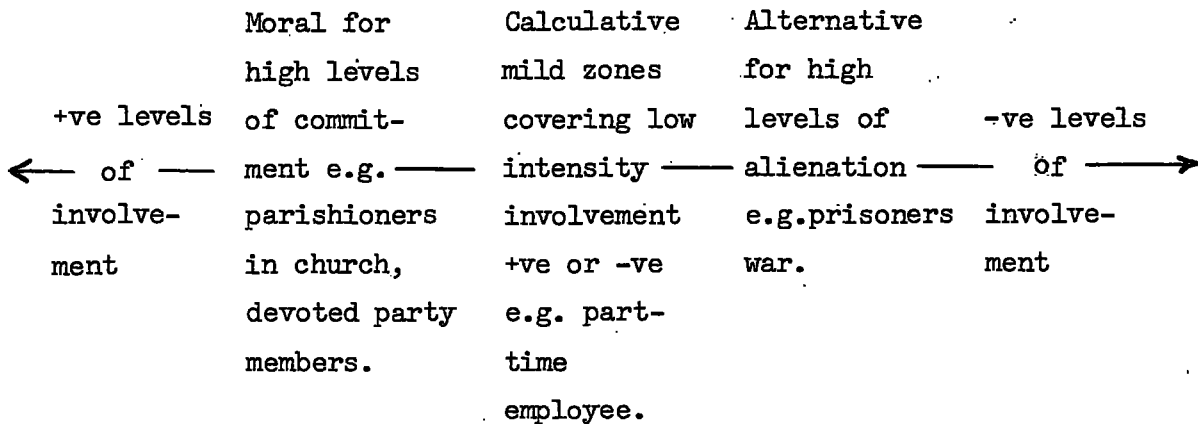 +ve levels
of
involve-
ment
Moral for
high levels
of commit-
ment e.g.
parishioners
in church,
devoted party
members.
Calculative
mild zones
covering low
intensity
involvement
+ve or -ve
e.g. part-
time
employee.
Alternative
for high
levels of
alienation
e.g.prisoners
war.
-ve levels
of
involve-
ment